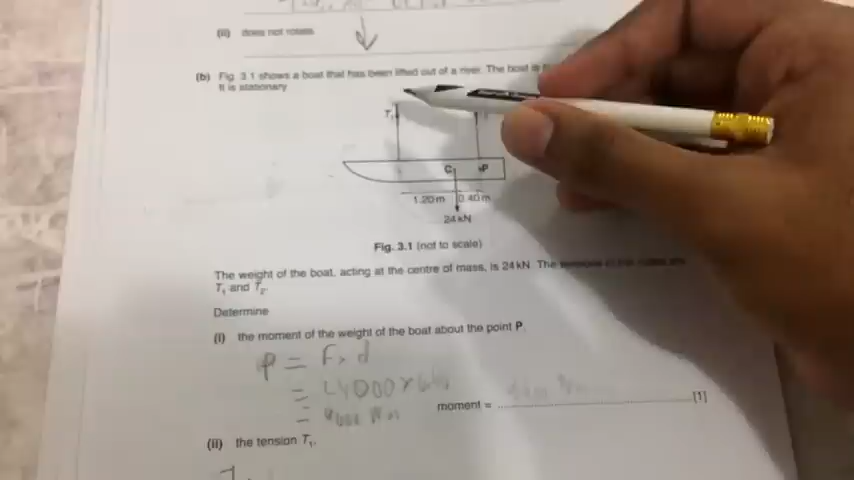 (ii) does not rotate.
(b) Fig. 3.1 shows a boat that has been lifted out of a river. The boat is
It is stationary.
T₁
C P
1.20 m 0.40 m
24 kN
Fig. 3.1 (not to scale)
The weight of the boat, acting at the centre of mass, is 24 kN. The
T₁ and T₂.
Determine
(i) the moment of the weight of the boat about the point P.
P = F x d
= 24000 x
=
moment = [1]
(ii) the tension T₁.